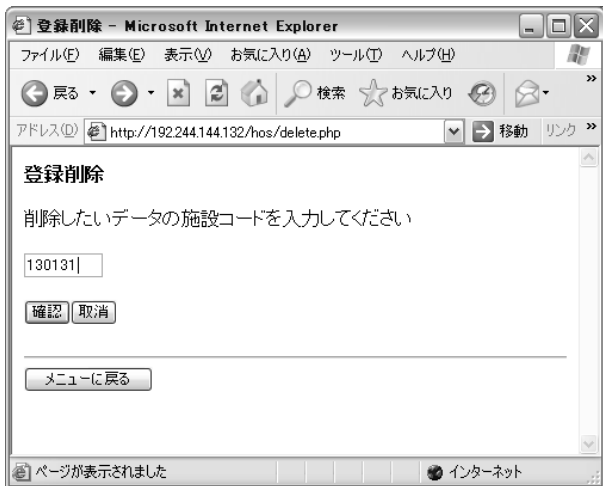 登録削除 - Microsoft Internet Explorer
ファイル(F) 編集(E) 表示(V) お気に入り(A) ツール(T) ヘルプ(H)
戻る 検索 お気に入り »
アドレス(D) http://192.244.144.132/hos/delete.php 移動 リンク »
登録削除
削除したいデータの施設コードを入力してください
130131
確認 取消
メニューに戻る
ページが表示されました インターネット